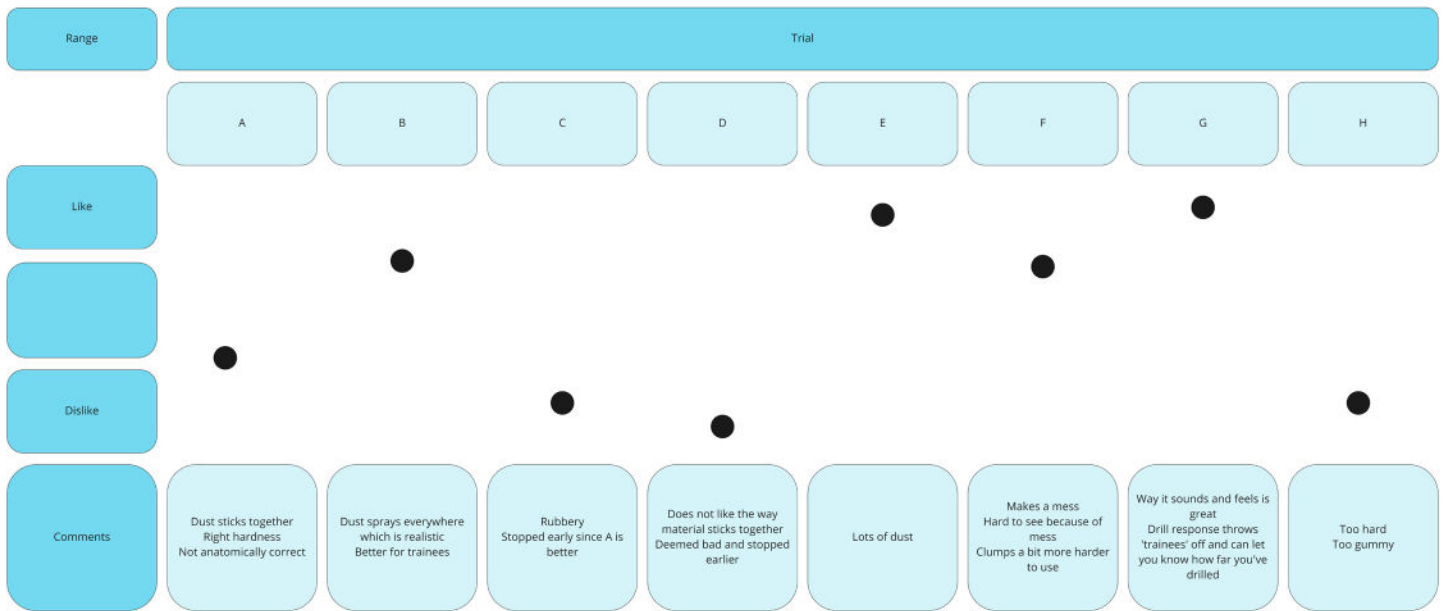 Range
Trial
A
B
C
D
E
F
G
H
Like
Dislike
Comments
Dust sticks together
Right hardness
Not anatomically correct
Dust sprays everywhere
which is realistic
Better for trainees
Rubbery
Stopped early since A is
better
Does not like the way
material sticks together
Deemed bad and stopped
earlier
Lots of dust
Makes a mess
Hard to see because of
mess
Clumps a bit more harder
to use
Way it sounds and feels is
great
Drill response throws
'trainees' off and can let
you know how far you've
drilled
Too hard
Too gummy